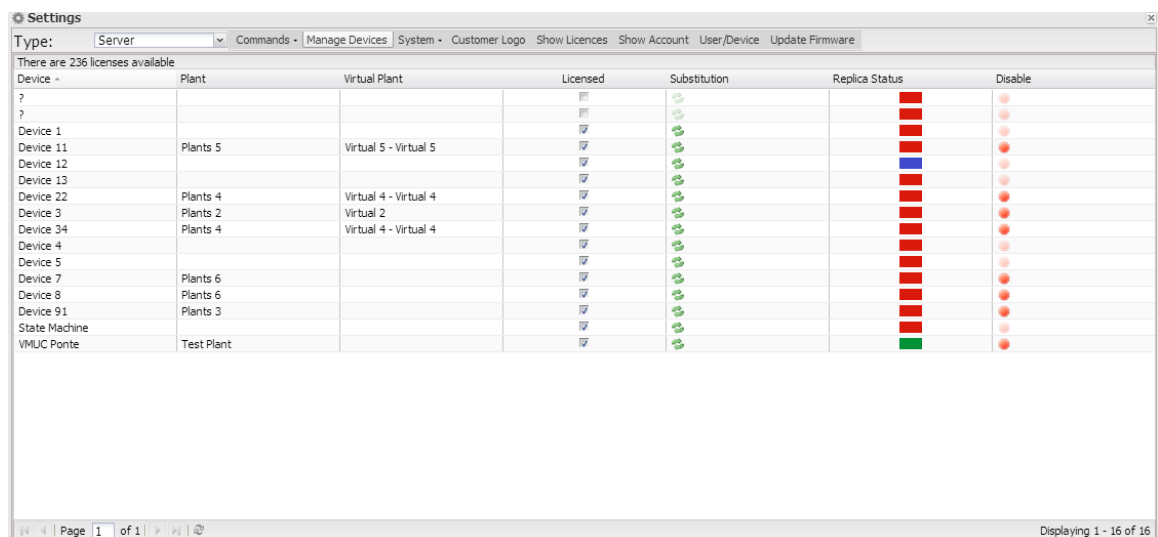 Settings
Type: Server Commands Manage Devices System Customer Logo Show Licences Show Account User/Device Update Firmware
There are 236 licenses available
Device Plant Virtual Plant Licensed Substitution Replica Status Disable
?
?
Device 1
Device 11 Plants 5 Virtual 5 - Virtual 5
Device 12
Device 13
Device 22 Plants 4 Virtual 4 - Virtual 4
Device 3 Plants 2 Virtual 2
Device 34 Plants 4 Virtual 4 - Virtual 4
Device 4
Device 5
Device 7 Plants 6
Device 8 Plants 6
Device 91 Plants 3
State Machine
VMUC Ponte Test Plant
Page 1 of 1 Displaying 1 - 16 of 16